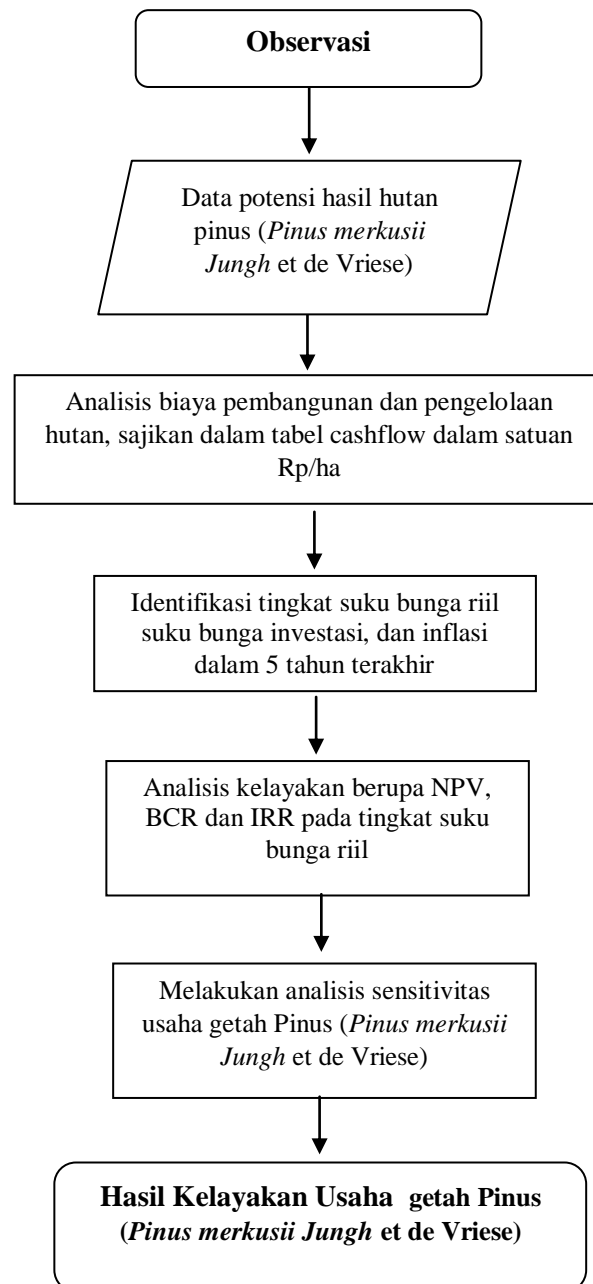 Observasi
Data potensi hasil hutan
pinus (Pinus merkusii
Jungh et de Vriese)
Analisis biaya pembangunan dan pengelolaan
hutan, sajikan dalam tabel cashflow dalam satuan
Rp/ha
Identifikasi tingkat suku bunga riil
suku bunga investasi, dan inflasi
dalam 5 tahun terakhir
Analisis kelayakan berupa NPV,
BCR dan IRR pada tingkat suku
bunga riil
Melakukan analisis sensitivitas
usaha getah Pinus (Pinus merkusii
Jungh et de Vriese)
Hasil Kelayakan Usaha getah Pinus
(Pinus merkusii Jungh et de Vriese)